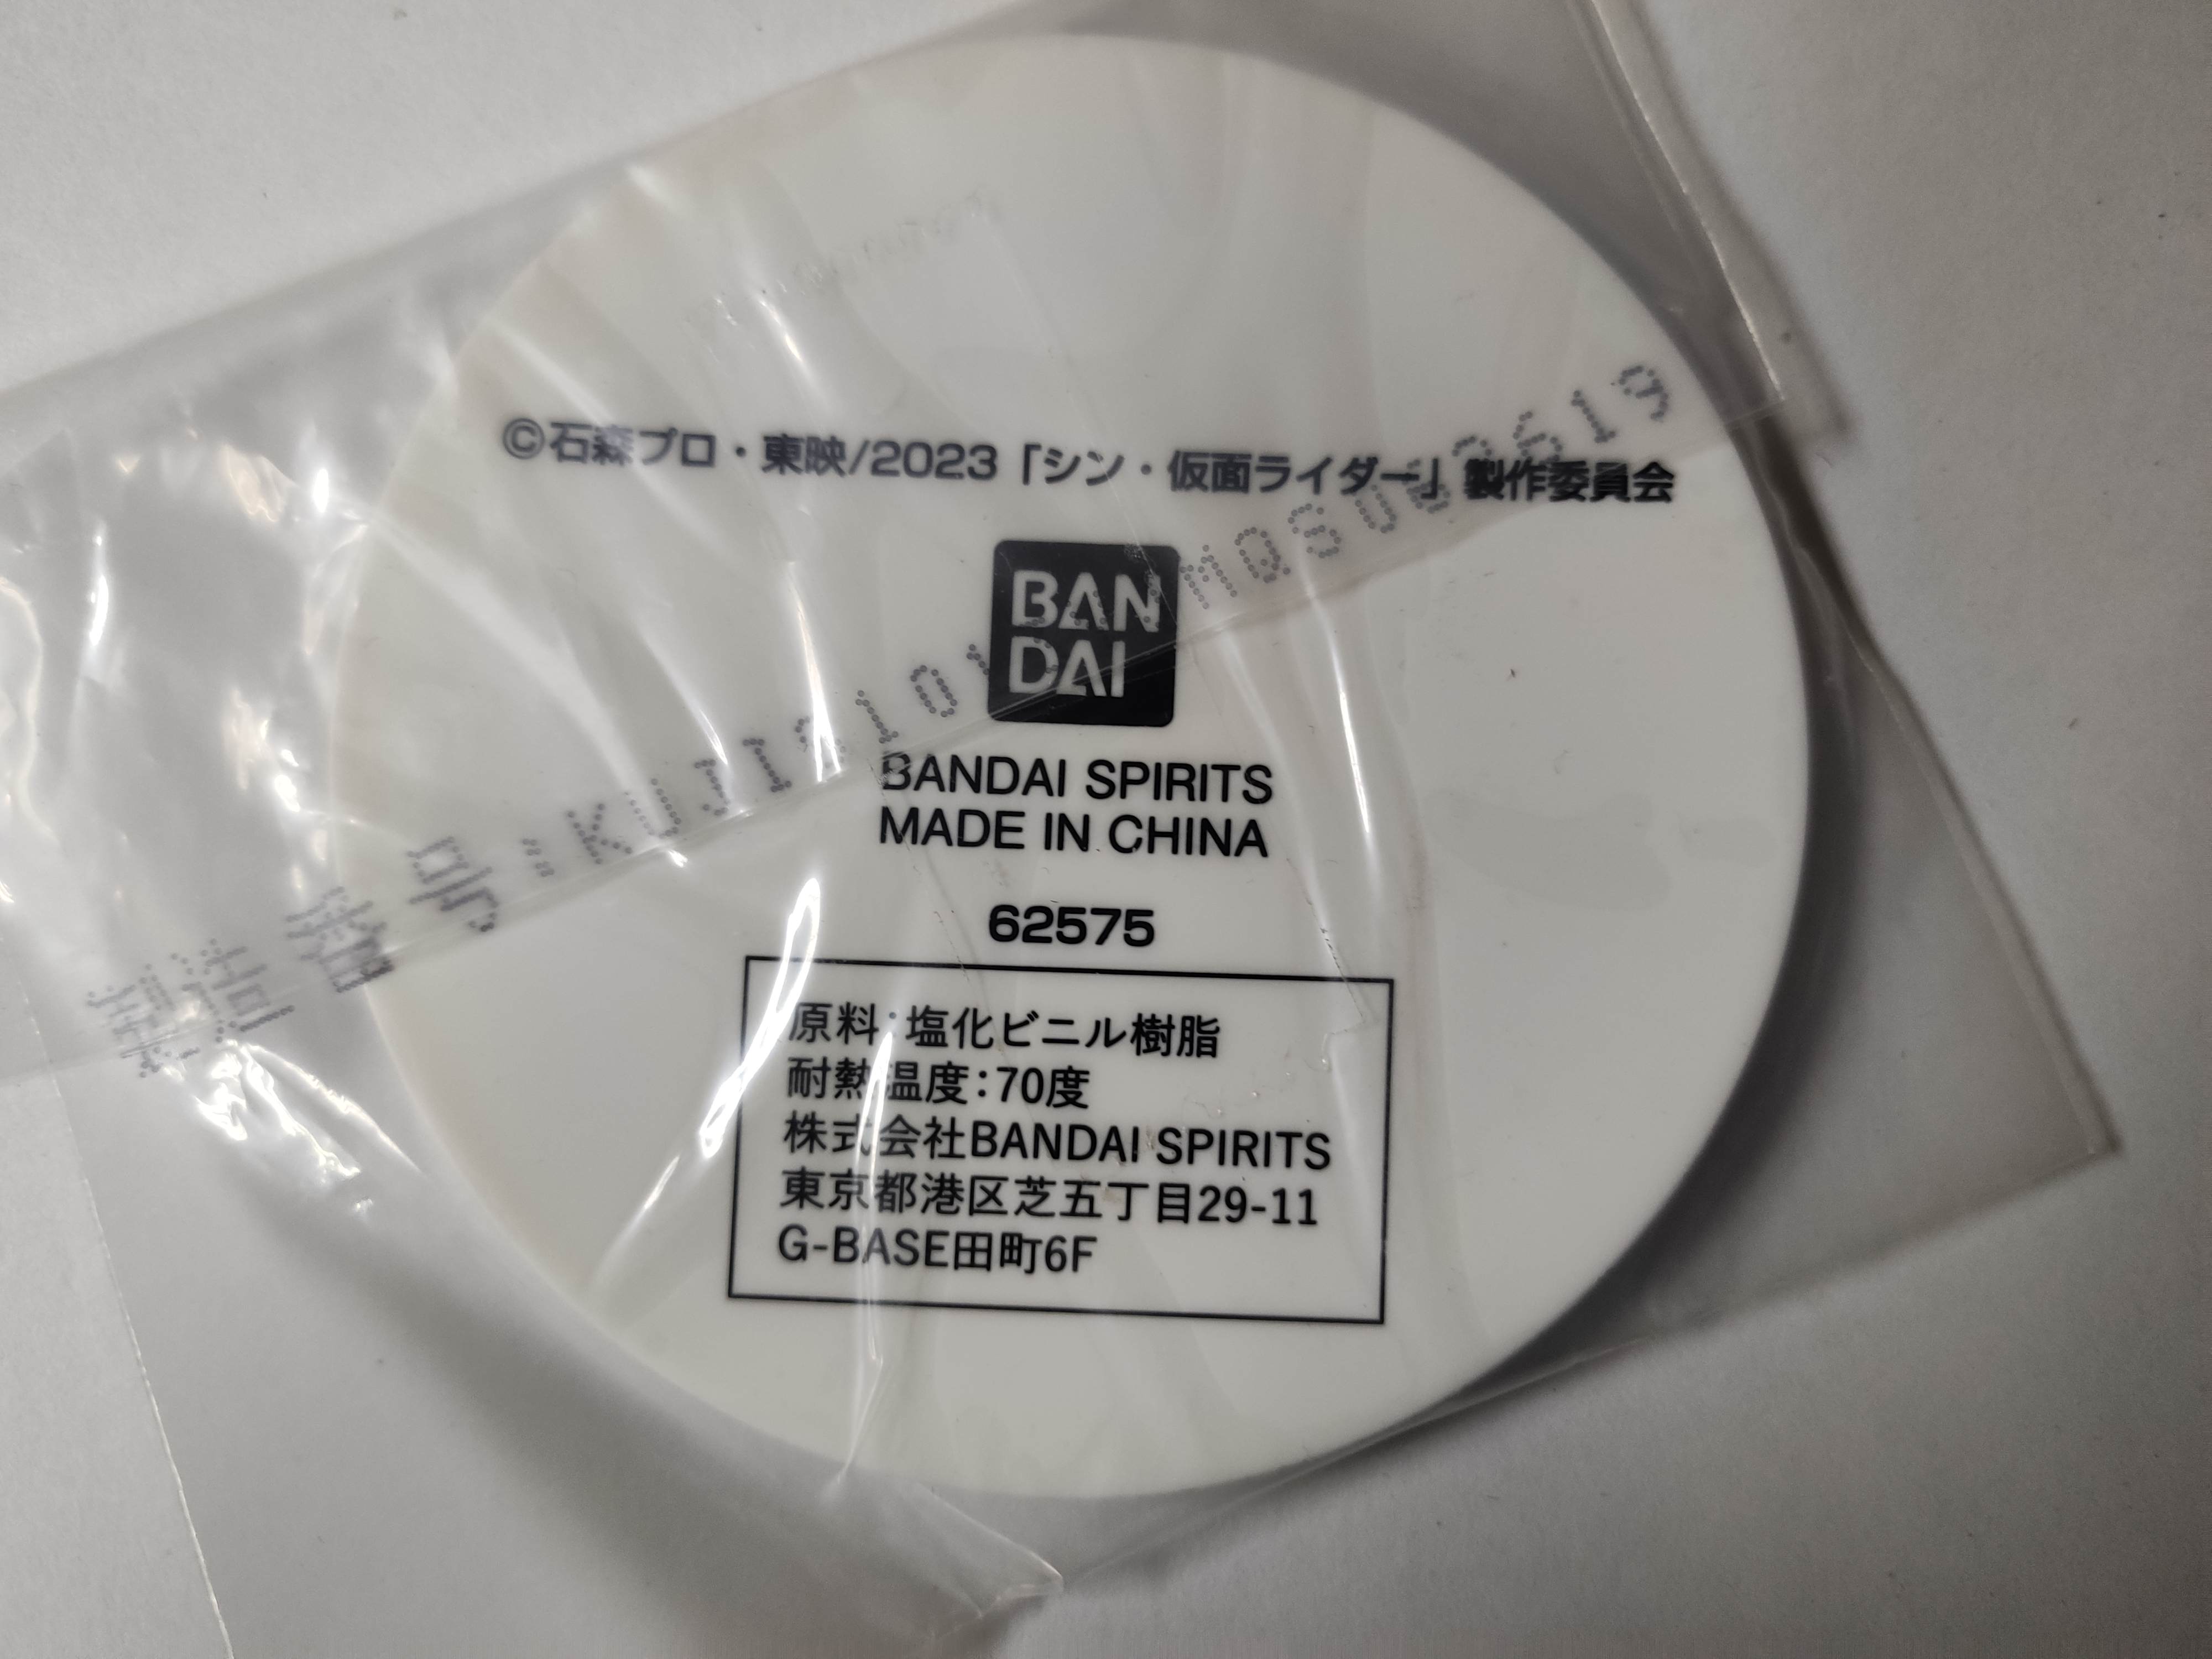 ©石森プロ・東映/2023「シン・仮面ライダー」製作委員会
BAN
DAI
BANDAI SPIRITS
MADE IN CHINA
62575
原料:塩化ビニル樹脂
耐熱温度:70度
株式会社BANDAI SPIRITS
東京都港区芝五丁目29-11
G-BASE田町6F